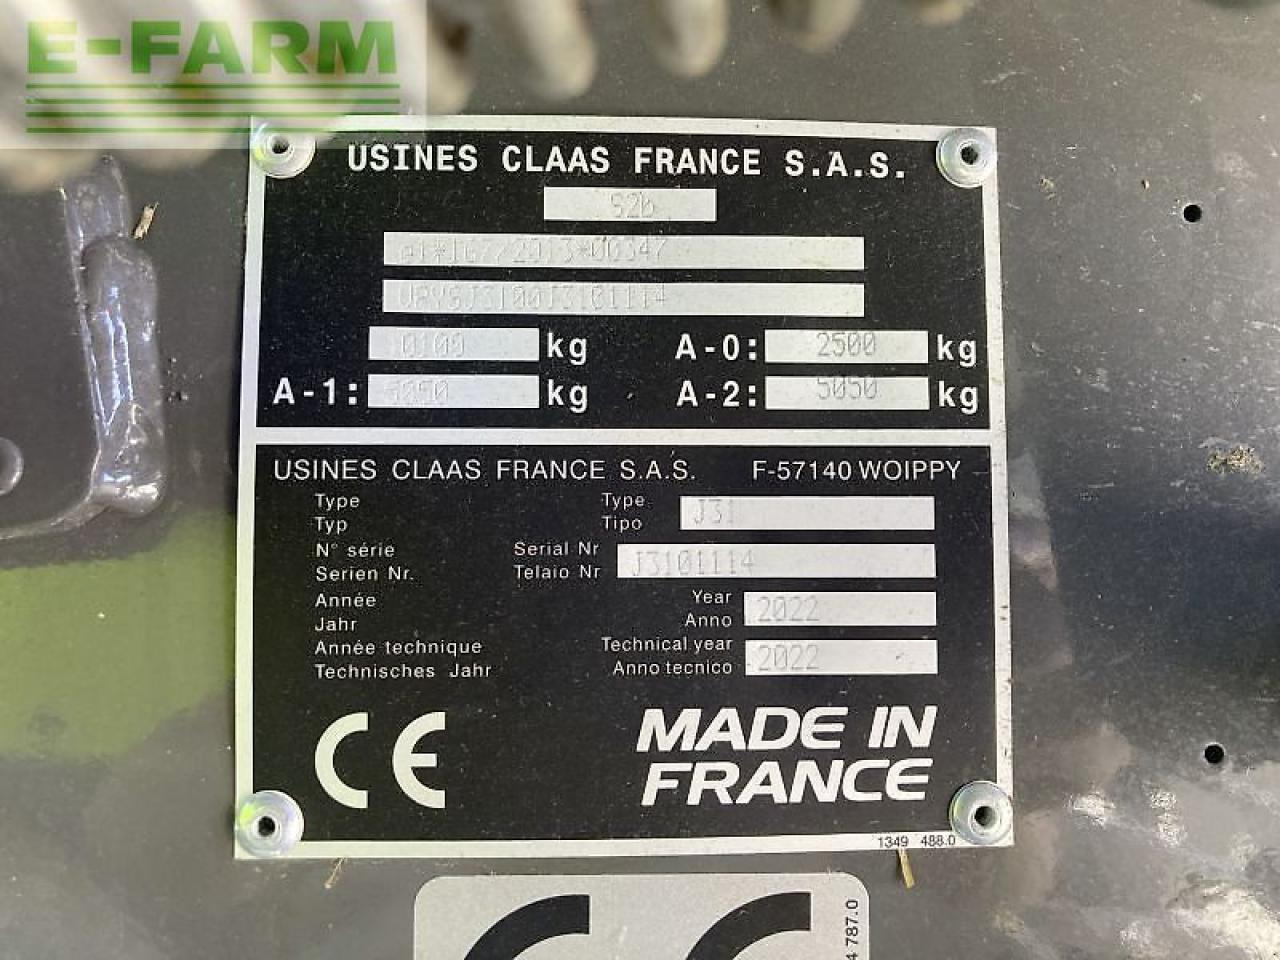 E-FARM
USINES CLAAS FRANCE S.A.S.
S2b
e1*167/2013*00347
kg A-0: 2500 kg
A-1: 5050 kg A-2: 5050 kg
USINES CLAAS FRANCE S.A.S. F-57140 WOIPPY
Type Type J31
Typ Tipo
N° série Serial Nr J3101114
Serien Nr. Telaio Nr
Année Year 2022
Jahr Anno
Année technique Technical year 2022
Technisches Jahr Anno tecnico
CE MADE IN
FRANCE
1349 488.0
CE
4 787.0